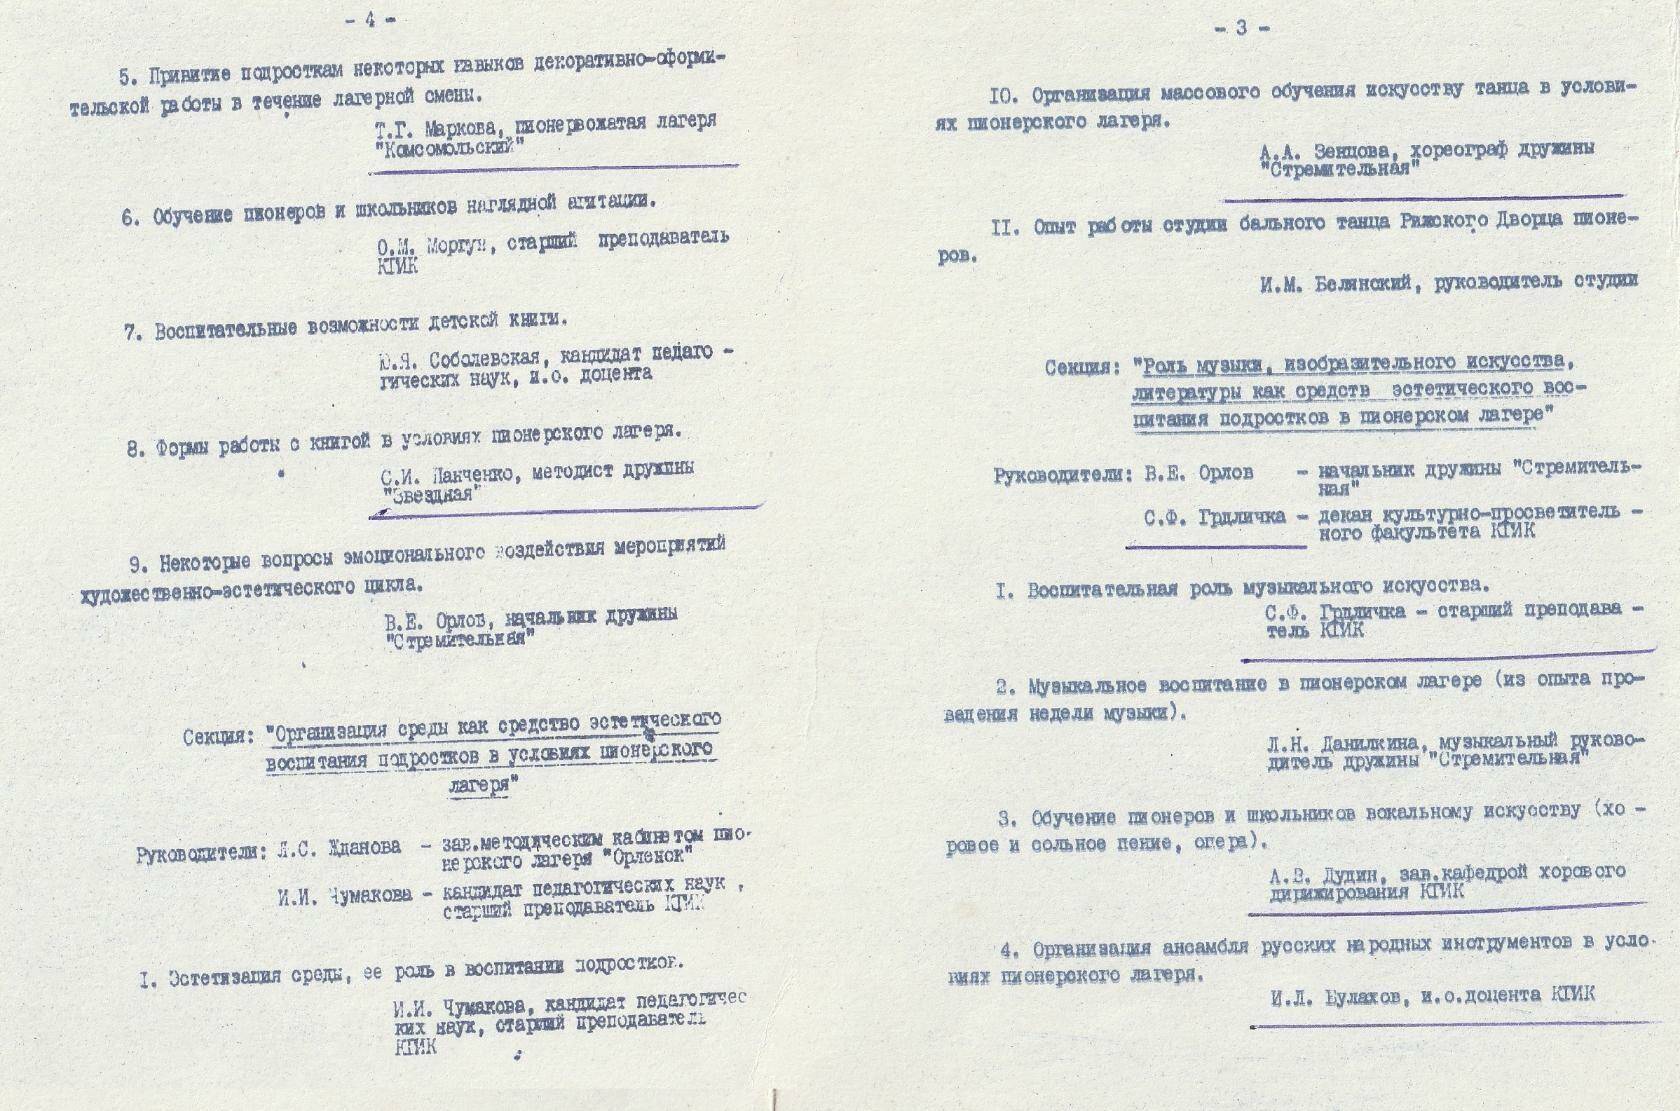 - 4 -
5. Привитие подросткам некоторых навыков декоративно-оформи-
тельской работы в течение лагерной смены.
Т.Г. Маркова, пионервожатая лагеря
"Комсомольский"
6. Обучение пионеров и школьников наглядной агитации.
О.М. Моргун, старший преподаватель
КГИК
7. Воспитательные возможности детской книги.
Ю.Я. Соболевская, кандидат педаго -
гических наук, и.о. доцента
8. Формы работы с книгой в условиях пионерского лагеря.
С.И. Панченко, методист дружины
"Звездная"
9. Некоторые вопросы эмоционального воздействия мероприятий
художественно-эстетического цикла.
В.Е. Орлов, начальник дружины
"Стремительная"
Секция: "Организация среды как средство эстетического
воспитания подростков в условиях пионерского
лагеря"
Руководители: Л.С. Жданова - зав.методическим кабинетом пио-
нерского лагеря "Орленок"
И.И. Чумакова - кандидат педагогических наук ,
старший преподаватель КГИК
I. Эстетизация среды, ее роль в воспитании подростков.
И.И. Чумакова, кандидат педагогичес
ких наук, старший преподаватель
КГИК
- 3 -
IO. Организация массового обучения искусству танца в услови-
ях пионерского лагеря.
А.А. Зенцова, хореограф дружины
"Стремительная"
II. Опыт работы студии бального танца Рижского Дворца пионе-
ров.
И.М. Белянский, руководитель студии
Секция: "Роль музыки, изобразительного искусства,
литературы как средств эстетического вос-
питания подростков в пионерском лагере"
Руководители: В.Е. Орлов - начальник дружины "Стремитель-
ная"
С.Ф. Грдличка - декан культурно-просветитель -
ного факультета КГИК
I. Воспитательная роль музыкального искусства.
С.Ф. Грдличка - старший преподава -
тель КГИК
2. Музыкальное воспитание в пионерском лагере (из опыта про-
ведения недели музыки).
Л.Н. Данилкина, музыкальный руково-
дитель дружины "Стремительная"
3. Обучение пионеров и школьников вокальному искусству (хо -
ровое и сольное пение, опера).
А.В. Дудин, зав.кафедрой хорового
дирижирования КГИК
4. Организация ансамбля русских народных инструментов в усло-
виях пионерского лагеря.
И.Л. Булахов, и.о.доцента КГИК